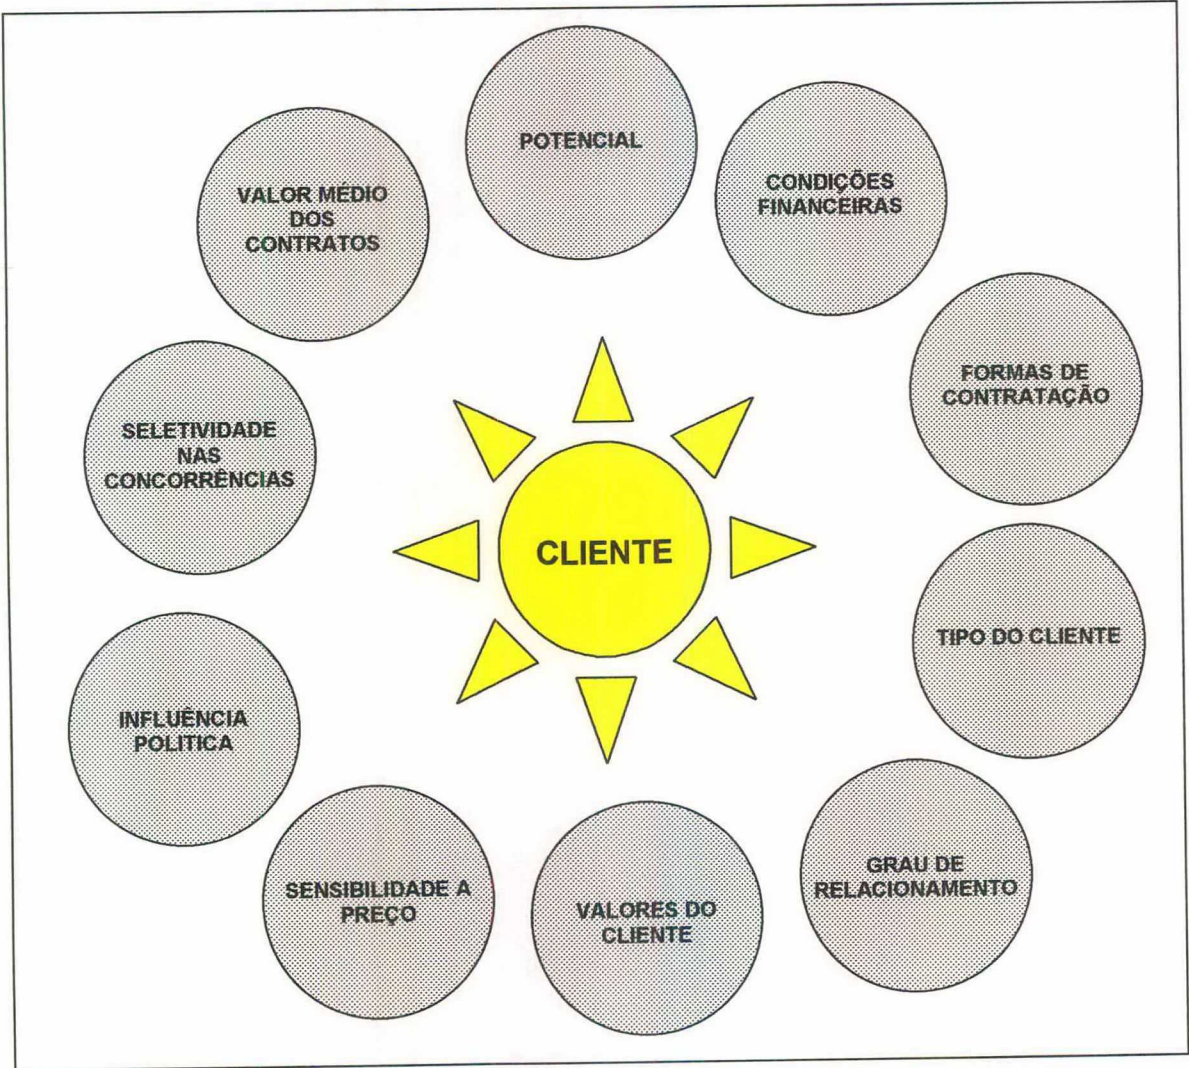 POTENCIAL
CONDIÇÕES
FINANCEIRAS
VALOR MÉDIO
DOS
CONTRATOS
FORMAS DE
CONTRATAÇÃO
SELETIVIDADE
NAS
CONCORRÊNCIAS
CLIENTE
TIPO DO CLIENTE
INFLUÊNCIA
POLITICA
GRAU DE
RELACIONAMENTO
SENSIBILIDADE A
PREÇO
VALORES DO
CLIENTE